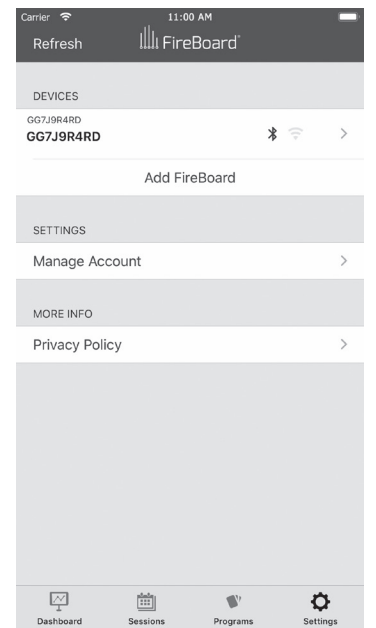 Carrier 11:00 AM
Refresh FireBoard®
DEVICES
GG7J9R4RD
GG7J9R4RD
Add FireBoard
SETTINGS
Manage Account
MORE INFO
Privacy Policy
Dashboard Sessions Programs Settings